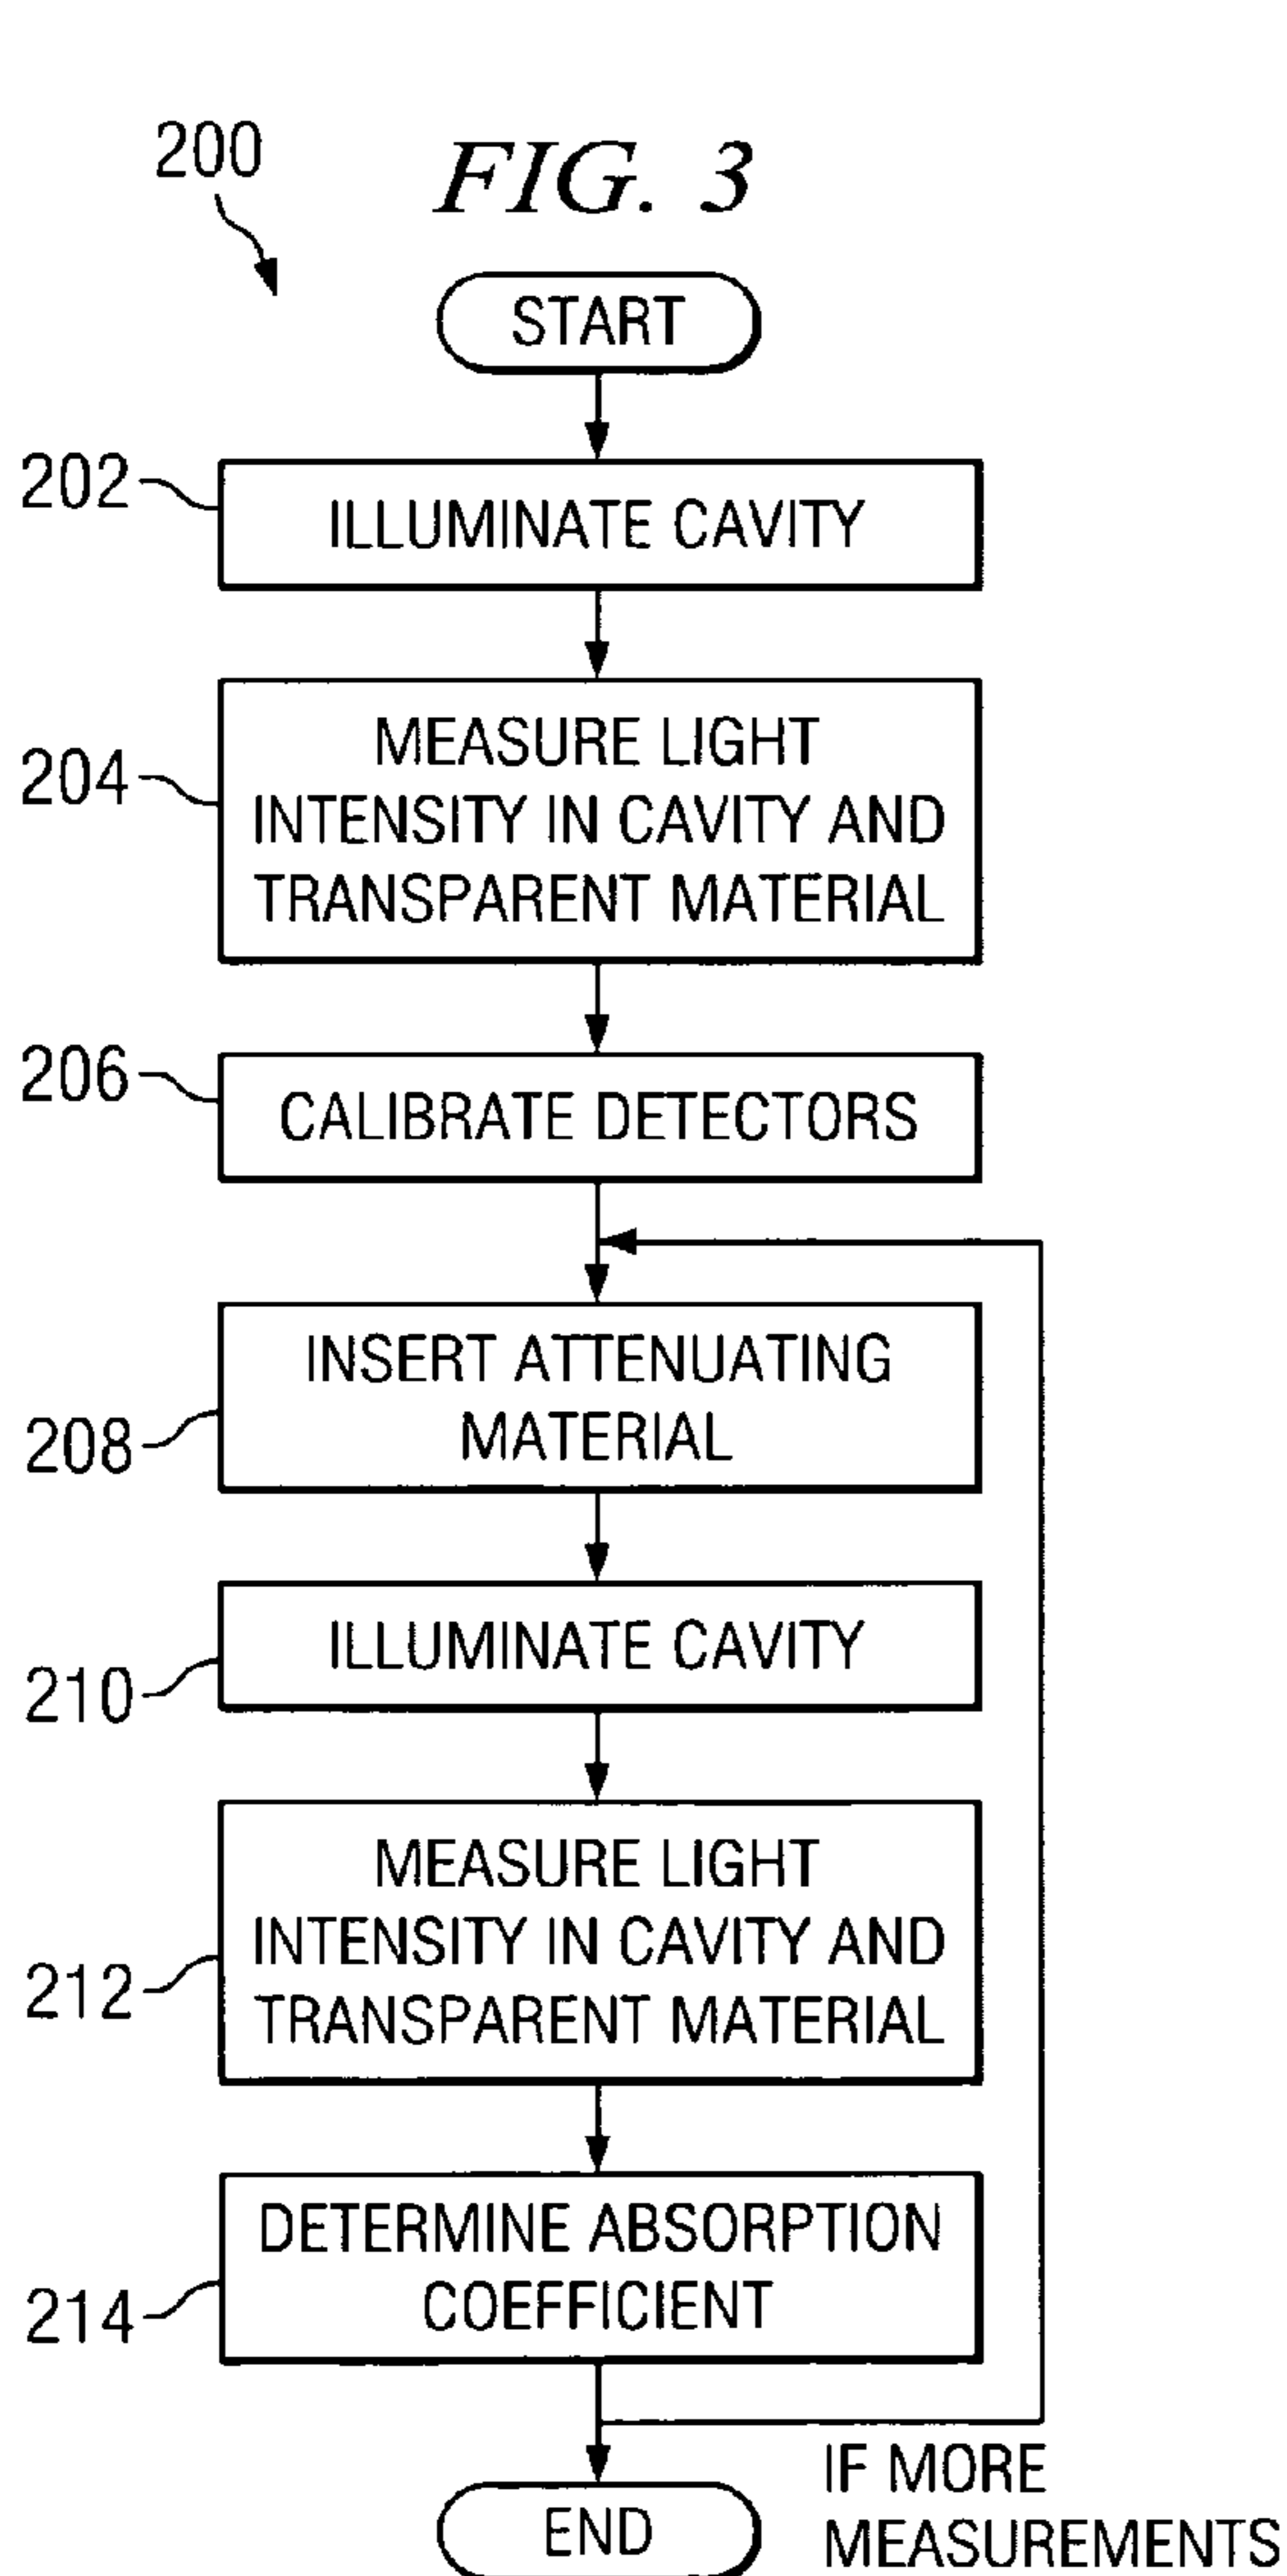 200
FIG. 3
START
202
ILLUMINATE CAVITY
204
MEASURE LIGHT
INTENSITY IN CAVITY AND
TRANSPARENT MATERIAL
206
CALIBRATE DETECTORS
INSERT ATTENUATING
MATERIAL
208
ILLUMINATE CAVITY
210
MEASURE LIGHT
INTENSITY IN CAVITY AND
TRANSPARENT MATERIAL
212
DETERMINE ABSORPTION
COEFFICIENT
214
IF MORE
MEASUREMENTS
END